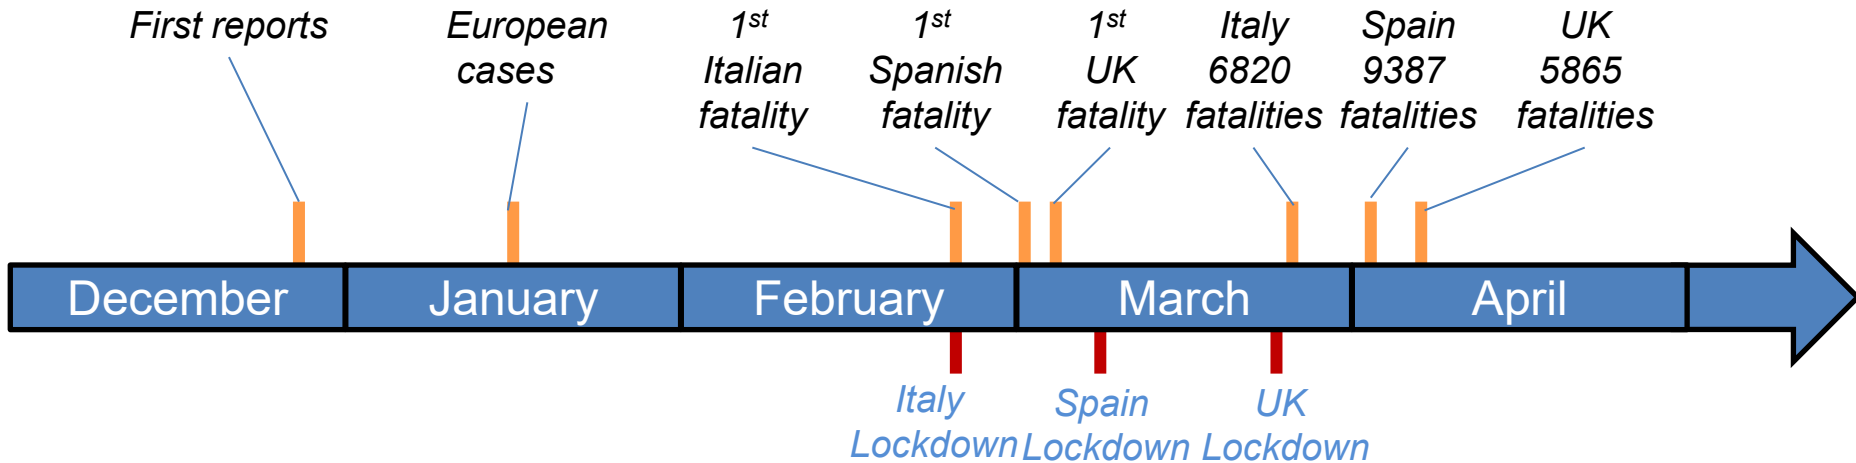 First reports
European
cases
1st
Italian
fatality
1st
Spanish
fatality
1st
UK
fatality
Italy
6820
fatalities
Spain
9387
fatalities
UK
5865
fatalities
December
January
February
March
April
Italy
Lockdown
Spain
Lockdown
UK
Lockdown